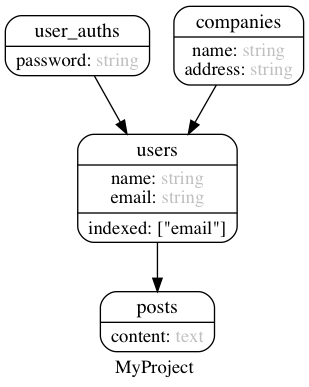 user_auths
password: string
companies
name: string
address: string
users
name: string
email: string
indexed: ["email"]
posts
content: text
MyProject